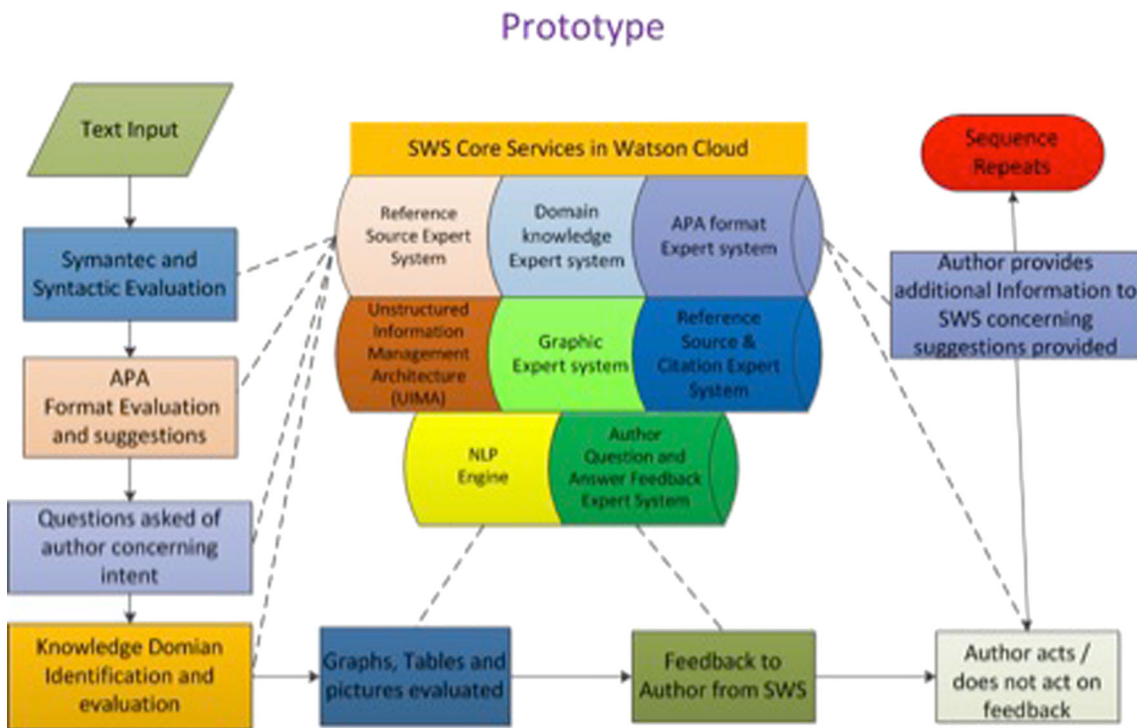 Prototype
Text Input
Symantec and
Syntactic Evaluation
APA
Format Evaluation
and suggestions
Questions asked of
author concerning
intent
Knowledge Domian
Identification and
evaluation
SWS Core Services in Watson Cloud
Reference
Source Expert
System
Domain
knowledge
Expert system
APA format
Expert system
Unstructured
Information
Management
Architecture
(UIMA)
Graphic
Expert system
Reference
Source &
Citation Expert
System
NLP
Engine
Author
Question and
Answer Feedback
Expert System
Graphs, Tables and
pictures evaluated
Feedback to
Author from SWS
Sequence
Repeats
Author provides
additional Information to
SWS concerning
suggestions provided
Author acts /
does not act on
feedback